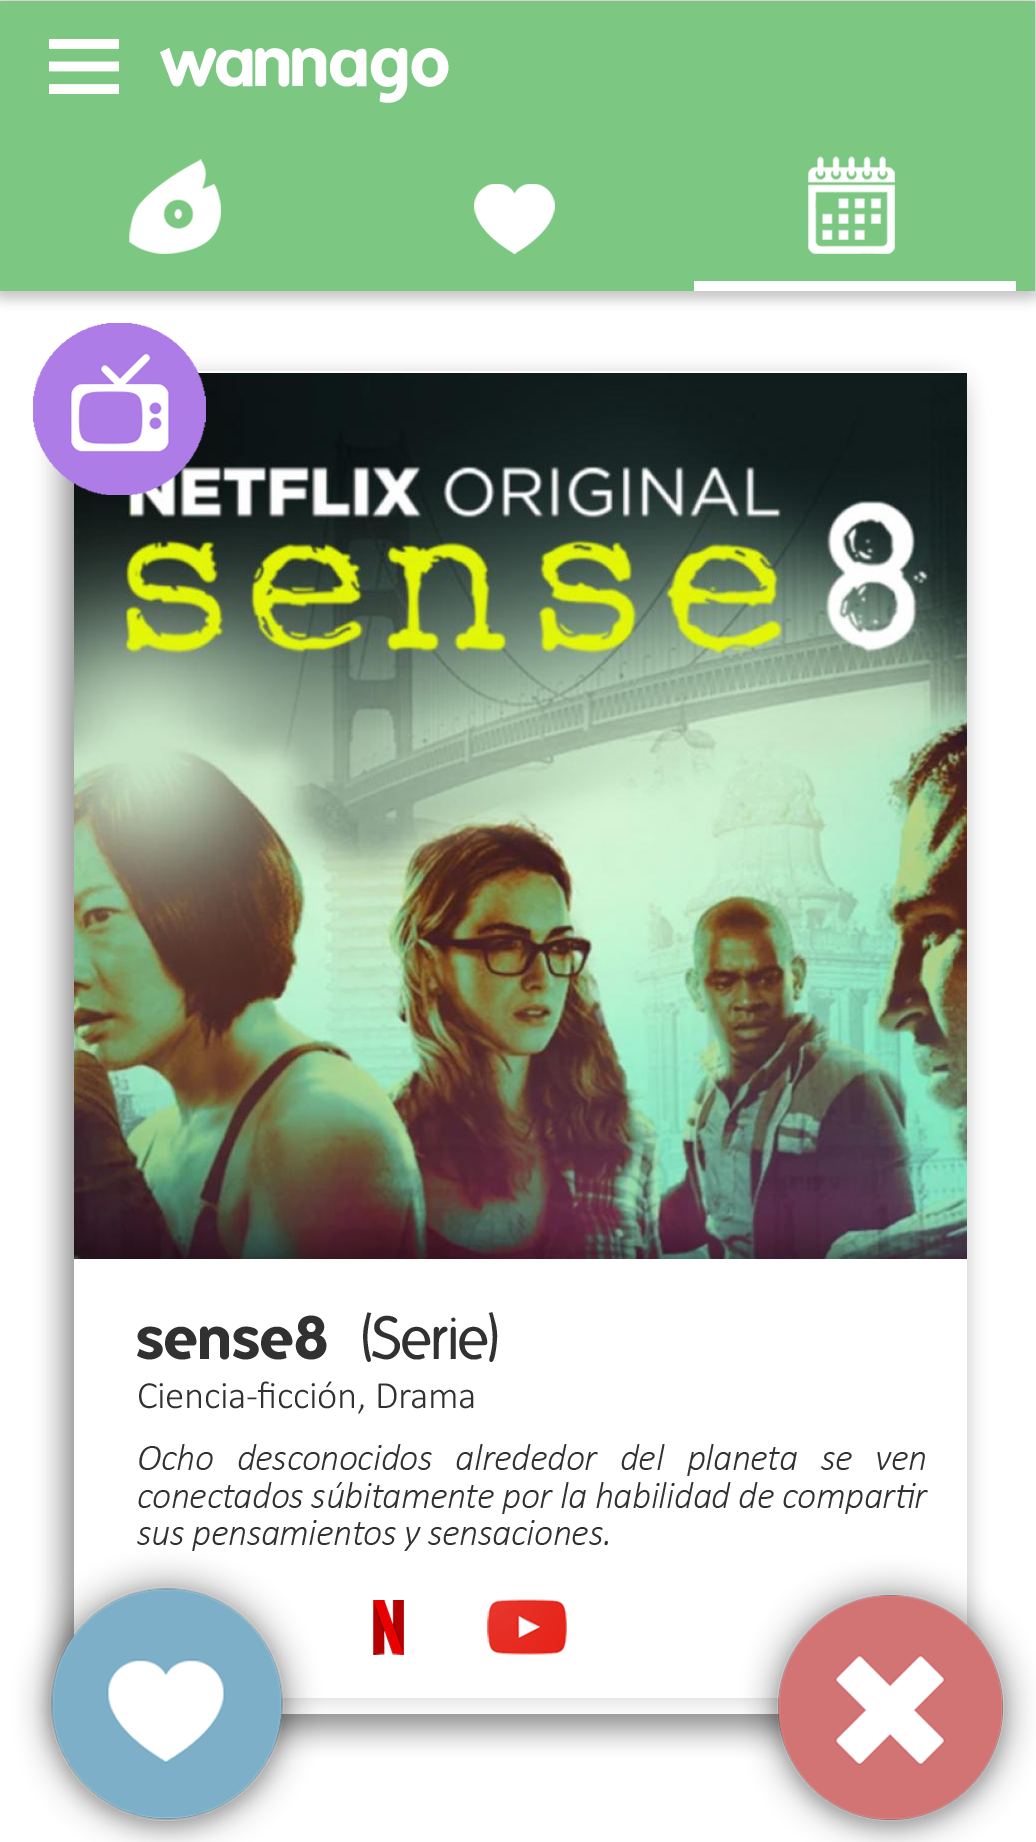 wannago
NETFLIX ORIGINAL
sense8
sense8 (Serie)
Ciencia-ficción, Drama
Ocho desconocidos alrededor del planeta se ven
conectados súbitamente por la habilidad de compartir
sus pensamientos y sensaciones.
N